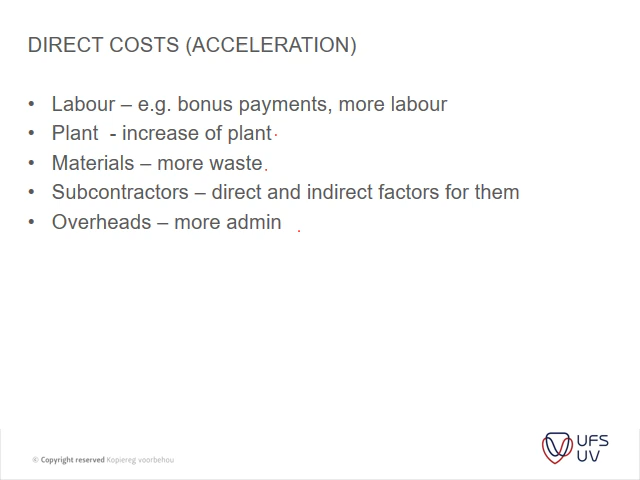 DIRECT COSTS (ACCELERATION)
• Labour – e.g. bonus payments, more labour
• Plant - increase of plant
• Materials – more waste
• Subcontractors – direct and indirect factors for them
• Overheads – more admin
© Copyright reserved Kopiereg voorbehou
UFS
UV